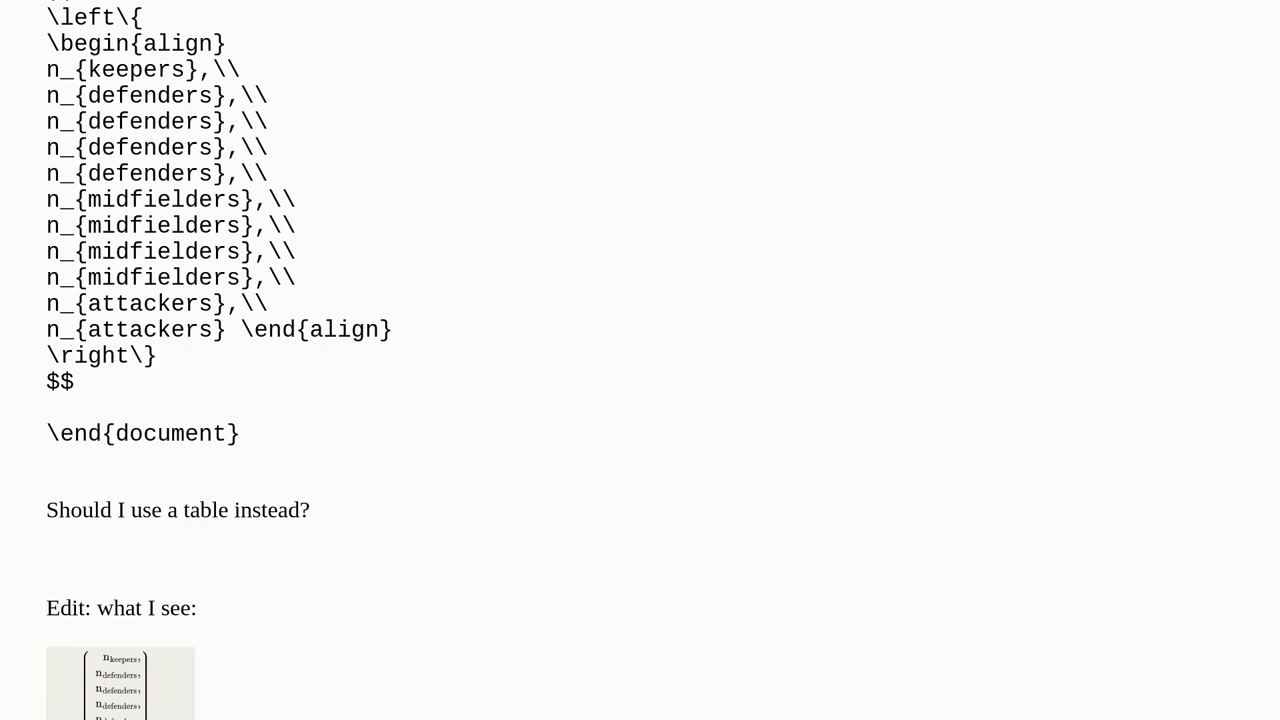 \left\{
\begin{align}
n_{keepers},\\
n_{defenders},\\
n_{defenders},\\
n_{defenders},\\
n_{defenders},\\
n_{midfielders},\\
n_{midfielders},\\
n_{midfielders},\\
n_{midfielders},\\
n_{attackers},\\
n_{attackers} \end{align}
\right\}
$$
\end{document}
Should I use a table instead?
Edit: what I see:
n_keepers,
n_defenders,
n_defenders,
n_defenders,